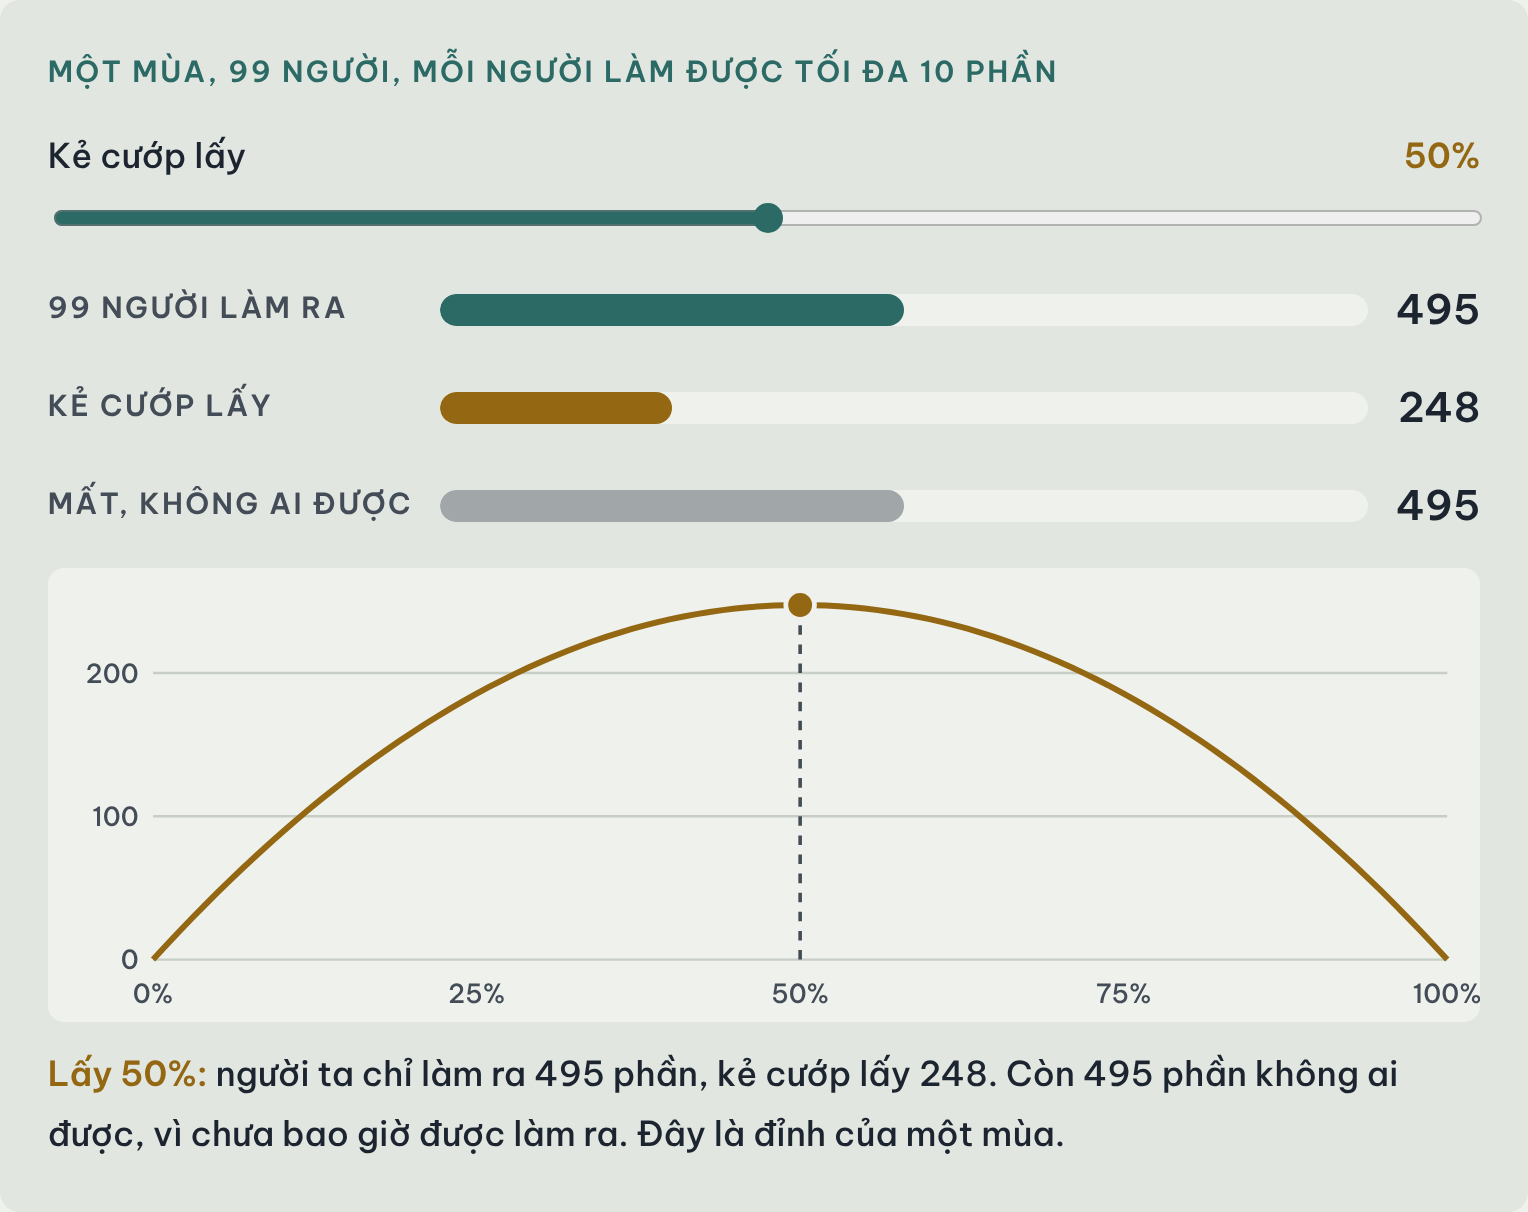 MỘT MÙA, 99 NGƯỜI, MỖI NGƯỜI LÀM ĐƯỢC TỐI ĐA 10 PHẦN
Kẻ cướp lấy 50%
99 NGƯỜI LÀM RA 495
KẺ CƯỚP LẤY 248
MẤT, KHÔNG AI ĐƯỢC 495
200
100
0
0% 25% 50% 75% 100%
Lấy 50%: người ta chỉ làm ra 495 phần, kẻ cướp lấy 248. Còn 495 phần không ai
được, vì chưa bao giờ được làm ra. Đây là đỉnh của một mùa.